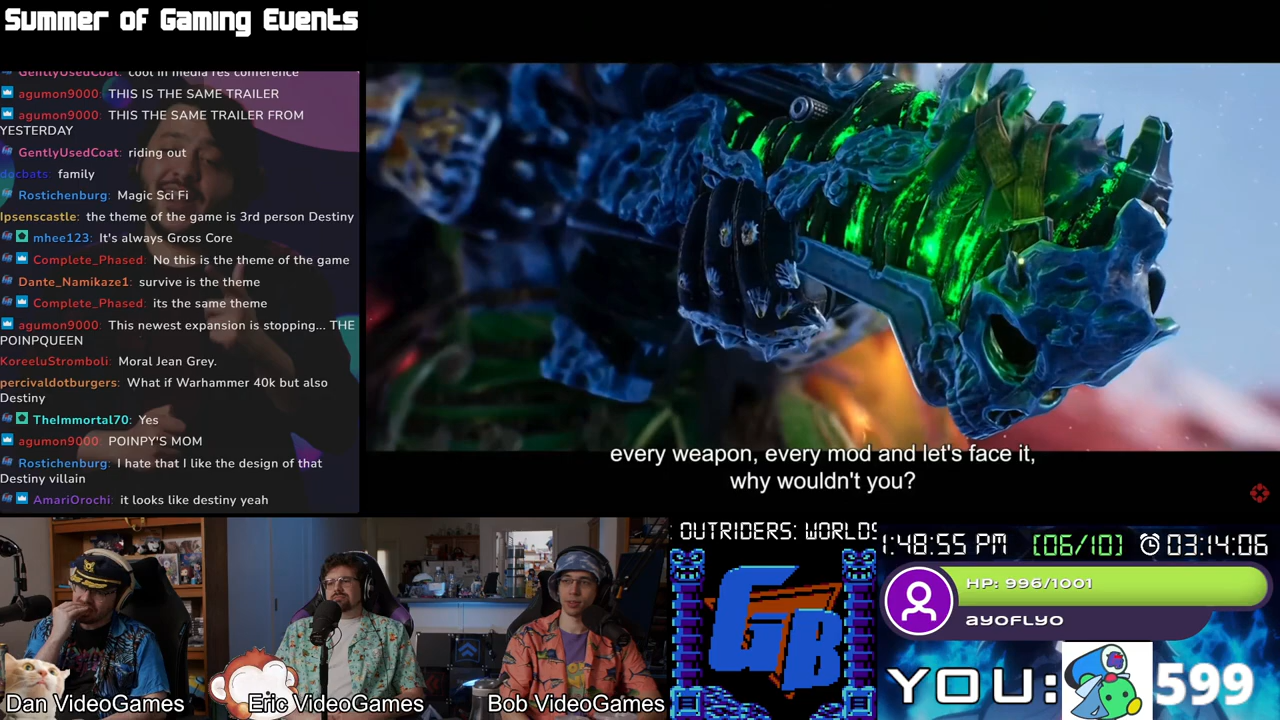 Summer of Gaming Events
GentlyUsedCoat: cool in media res conference
agumon9000: THIS IS THE SAME TRAILER
agumon9000: THIS THE SAME TRAILER FROM
YESTERDAY
GentlyUsedCoat: riding out
docbats: family
Rostichenburg: Magic Sci Fi
Ipsenscastle: the theme of the game is 3rd person Destiny
mhee123: It's always Gross Core
Complete_Phased: No this is the theme of the game
Dante_Namikaze1: survive is the theme
Complete_Phased: its the same theme
agumon9000: This newest expansion is stopping... THE
POINPQUEEN
KoreeluStromboli: Moral Jean Grey.
percivaldotburgers: What if Warhammer 40k but also
Destiny
TheImmortal70: Yes
agumon9000: POINPY'S MOM
Rostichenburg: I hate that I like the design of that
Destiny villain
AmariOrochi: it looks like destiny yeah
every weapon, every mod and let's face it,
why wouldn't you?
Dan VideoGames
Eric VideoGames
Bob VideoGames
OUTRIDERS: WORLDS
GB
1:48:55 PM [06/10] 03:14:06
HP: 996/1001
ayoflyo
YOU: 599